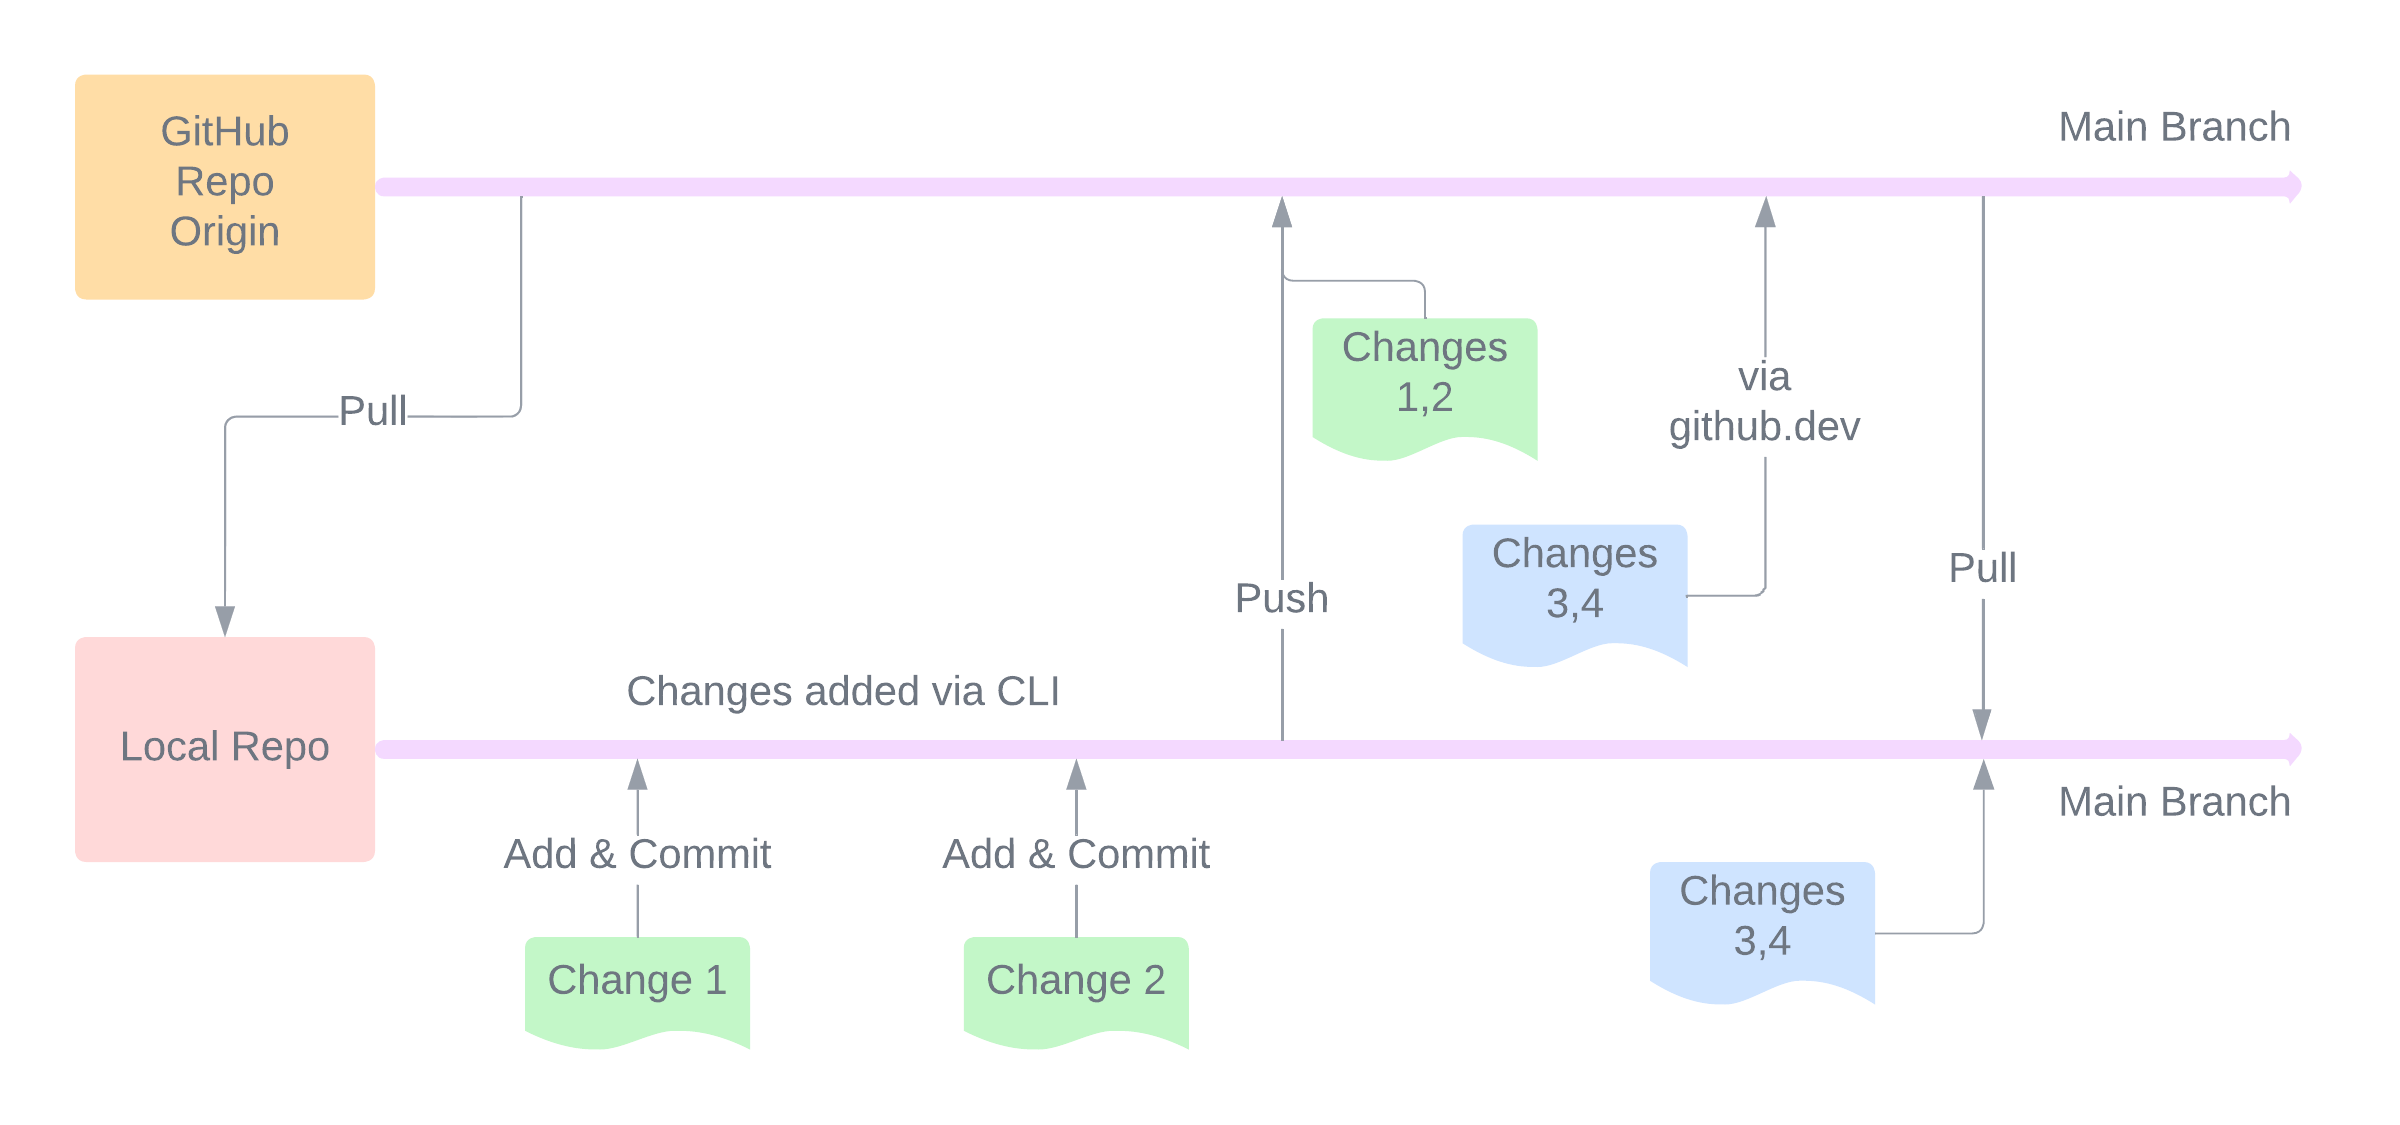 GitHub
Repo
Origin
Main Branch
Pull
Changes
1,2
via
github.dev
Changes
3,4
Pull
Push
Changes added via CLI
Local Repo
Main Branch
Add & Commit
Add & Commit
Changes
3,4
Change 1
Change 2